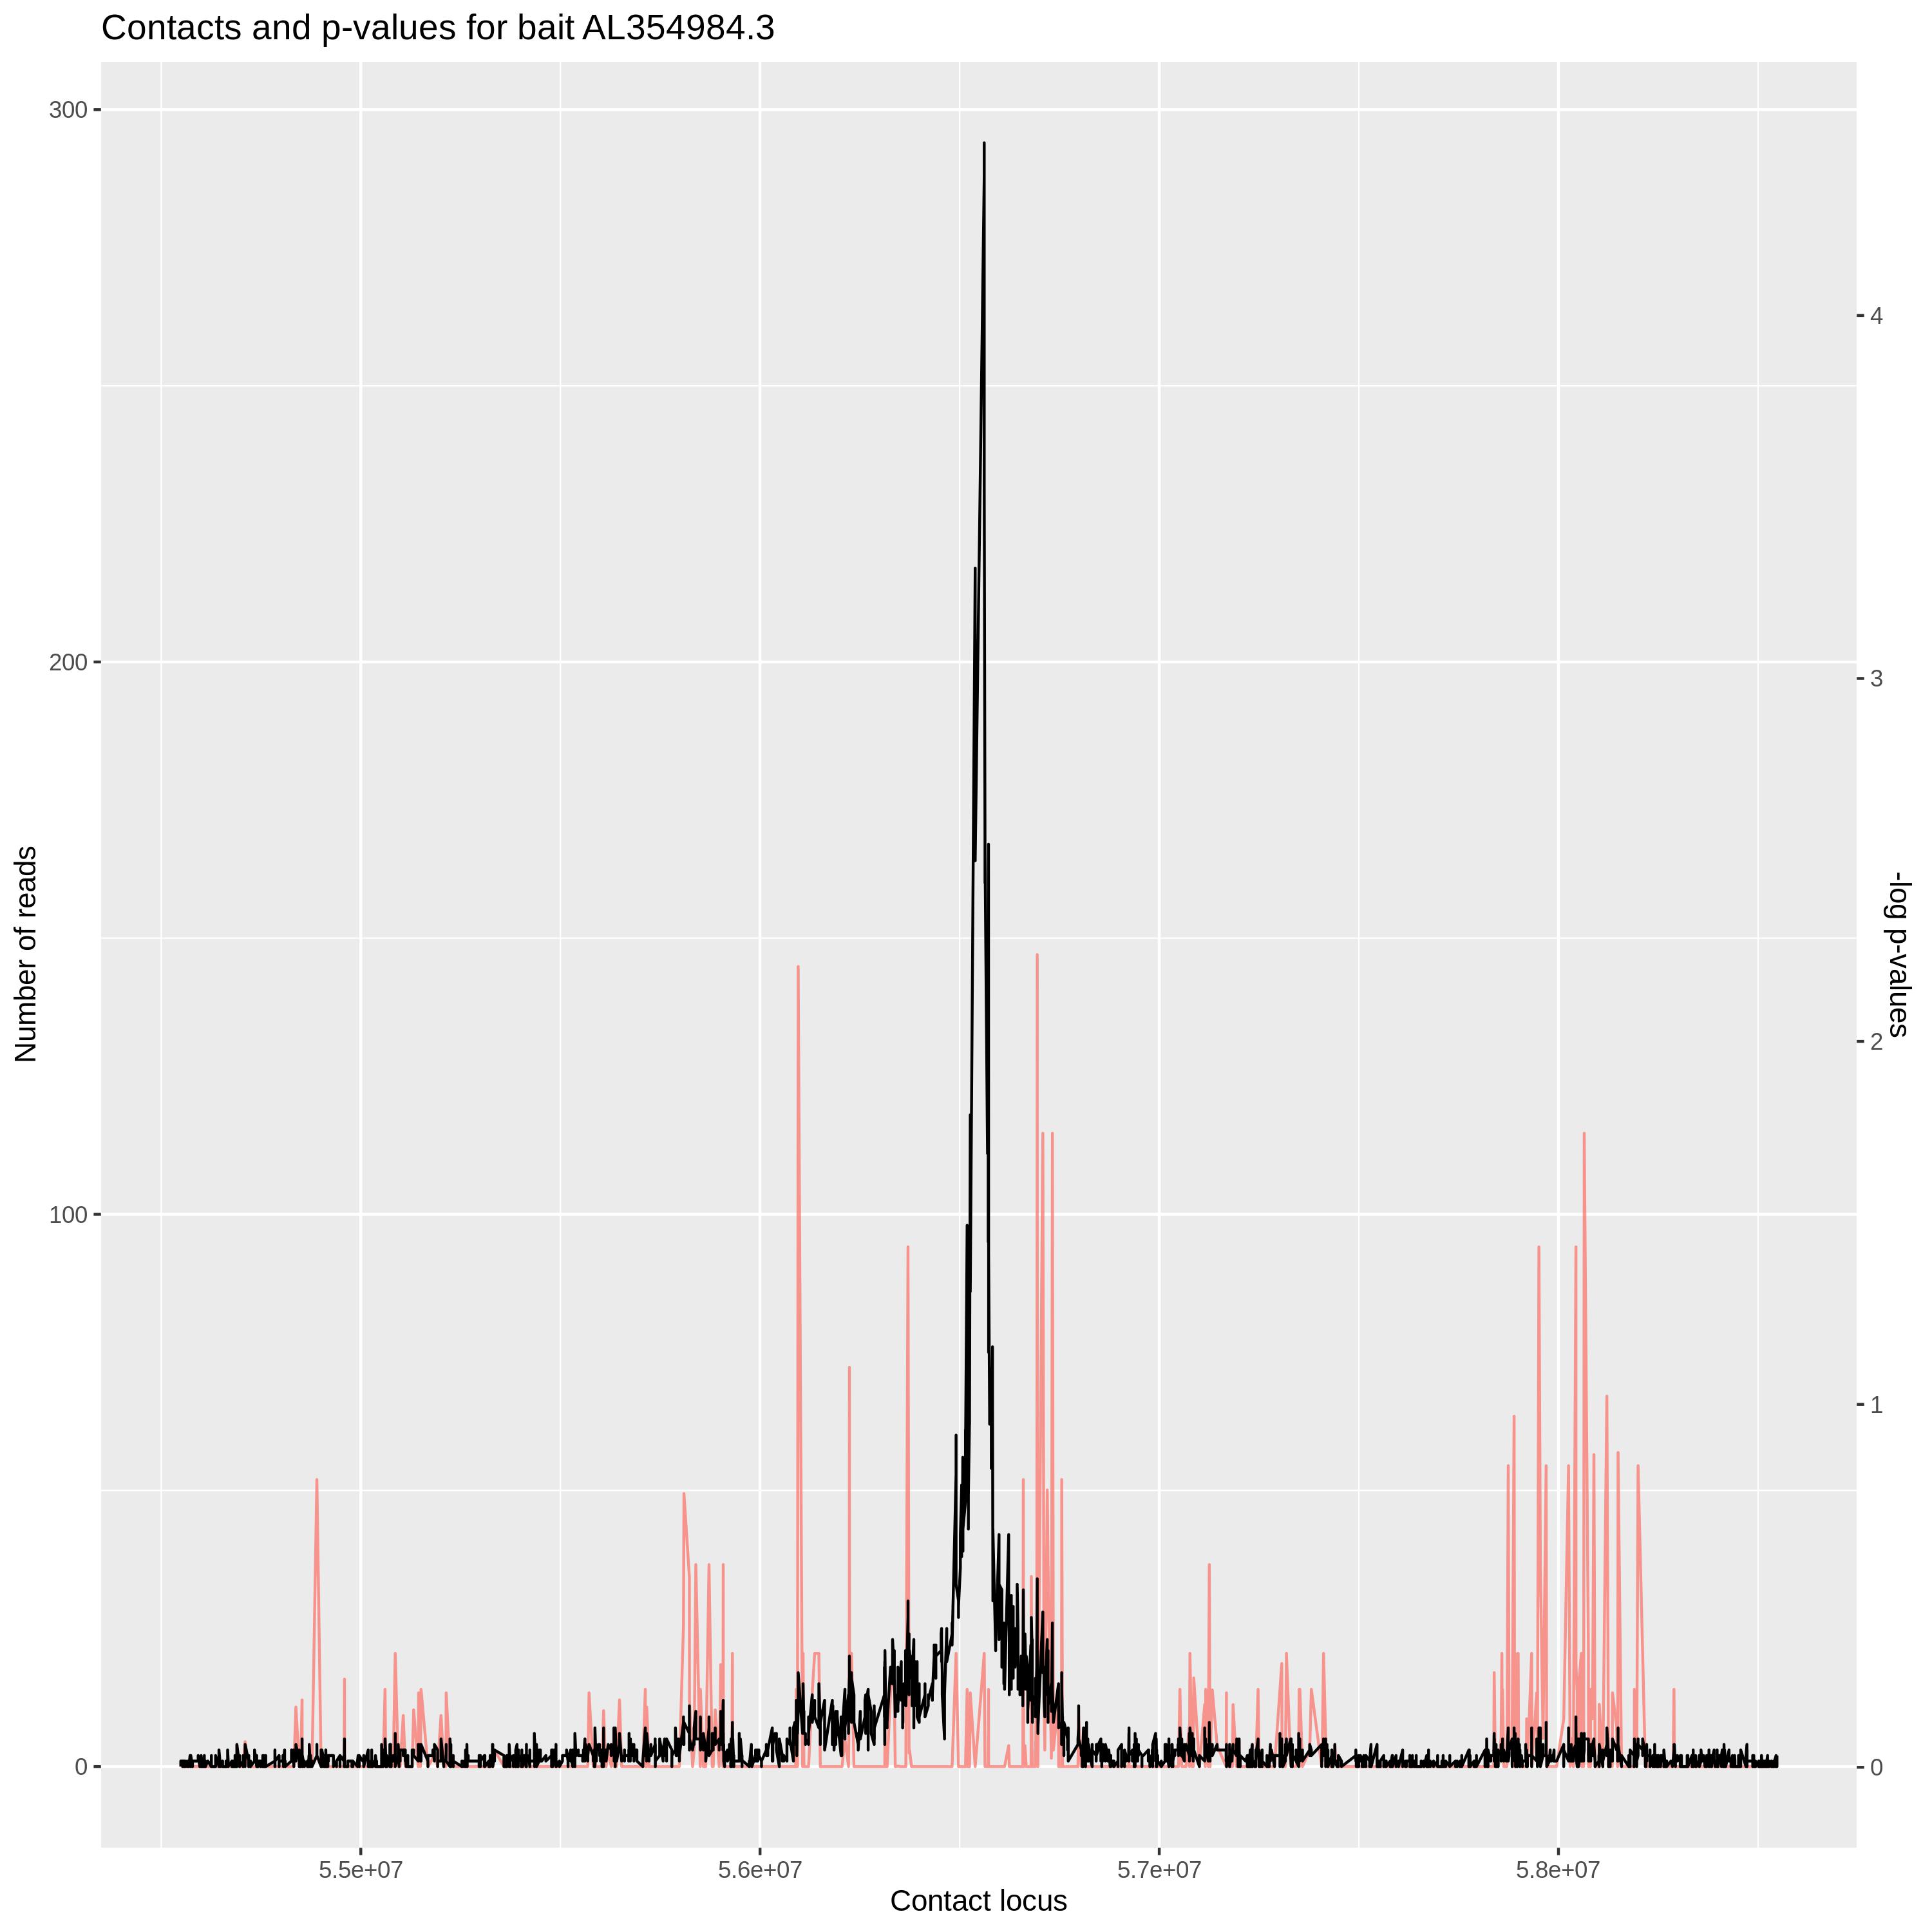 Contacts and p-values for bait AL354984.3
300
200
100
0
Number of reads
4
3
2
1
0
-log p-values
5.5e+07 5.6e+07 5.7e+07 5.8e+07
Contact locus